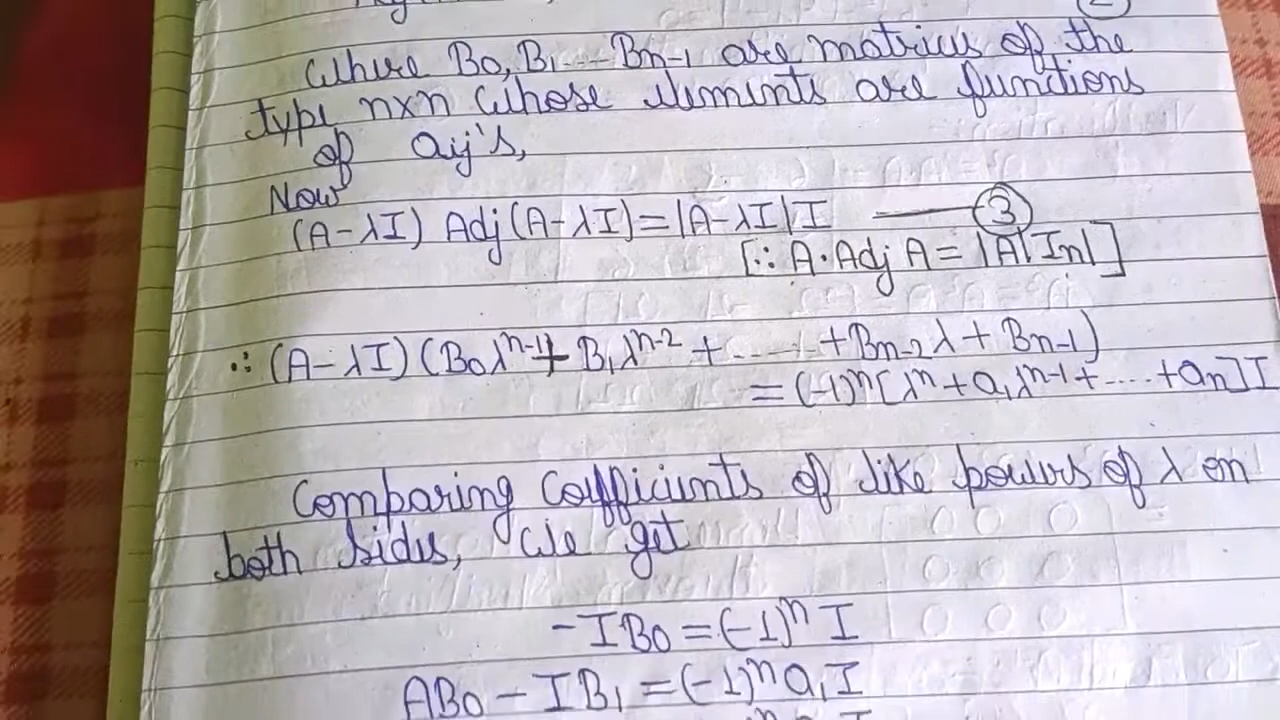 2
Where B0, B1 --- Bn-1 are matrices of the
type n×n whose elements are functions
of aij's,
Now
(A-λI) Adj(A-λI)=|A-λI|I —— 3
[∵ A·Adj A = |A|In|]
∴ (A-λI)(B0λ^n-1 + B1λ^n-2 + ----- + Bn-2λ + Bn-1)
= (-1)^n[λ^n + a1λ^n-1 + ---- + an]I
Comparing Coefficients of like powers of λ on
both sides, we get
-IB0 = (-1)^n I
AB0 - IB1 = (-1)^n a1I